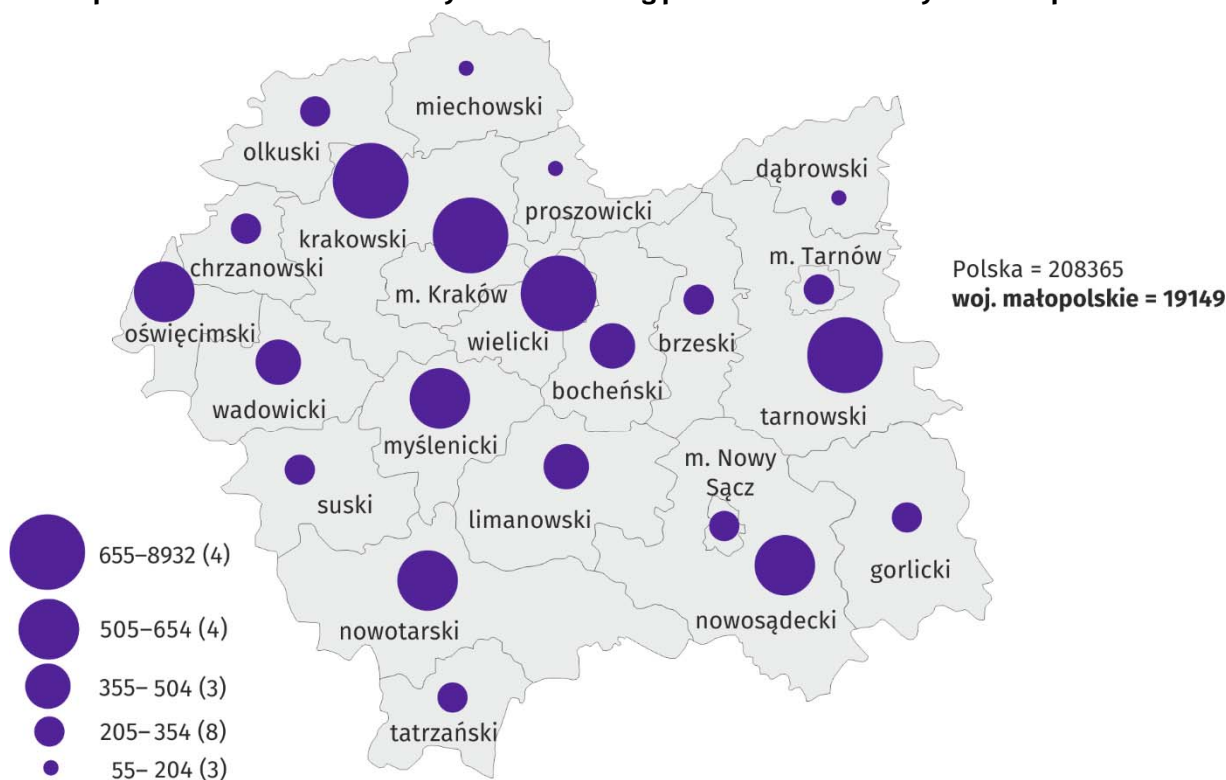 miechowski
olkuski
dąbrowski
proszowicki
krakowski
m. Tarnów
chrzanowski
Polska = 208365
m. Kraków
woj. małopolskie = 19149
oświęcimski
wielicki
brzeski
bocheński
wadowicki
tarnowski
myślenicki
m. Nowy
Sącz
suski
limanowski
655–8932 (4)
gorlicki
nowotarski
nowosądecki
505–654 (4)
355– 504 (3)
205– 354 (8)
tatrzański
55– 204 (3)